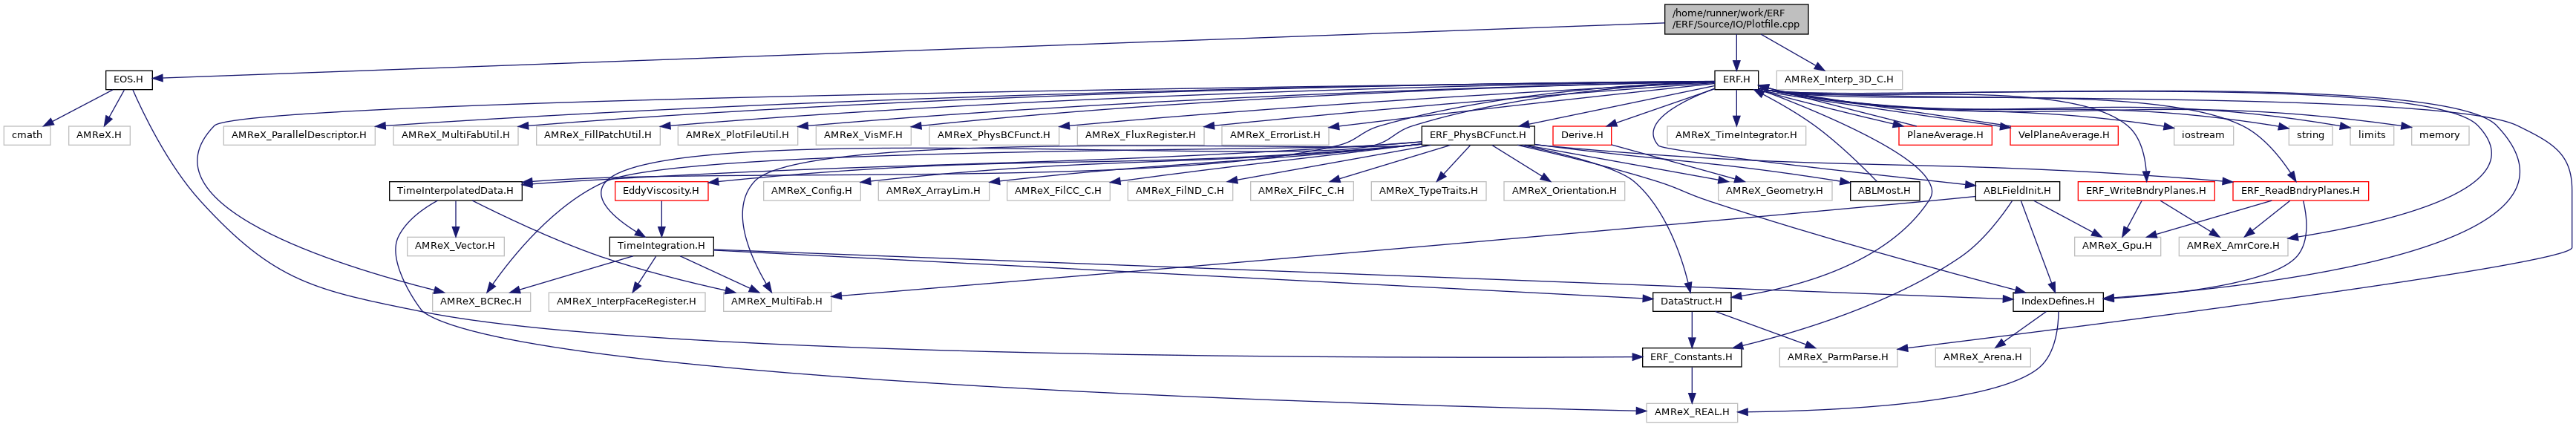 /home/runner/work/ERF
/ERF/Source/IO/Plotfile.cpp
EOS.H
ERF.H
AMReX_Interp_3D_C.H
cmath
AMReX.H
AMReX_ParallelDescriptor.H
AMReX_MultiFabUtil.H
AMReX_FillPatchUtil.H
AMReX_PlotFileUtil.H
AMReX_VisMF.H
AMReX_PhysBCFunct.H
AMReX_FluxRegister.H
AMReX_ErrorList.H
ERF_PhysBCFunct.H
Derive.H
AMReX_TimeIntegrator.H
PlaneAverage.H
VelPlaneAverage.H
iostream
string
limits
memory
TimeInterpolatedData.H
EddyViscosity.H
AMReX_Config.H
AMReX_ArrayLim.H
AMReX_FilCC_C.H
AMReX_FilND_C.H
AMReX_FilFC_C.H
AMReX_TypeTraits.H
AMReX_Orientation.H
AMReX_Geometry.H
ABLMost.H
ABLFieldInit.H
ERF_WriteBndryPlanes.H
ERF_ReadBndryPlanes.H
AMReX_Vector.H
TimeIntegration.H
AMReX_Gpu.H
AMReX_AmrCore.H
AMReX_BCRec.H
AMReX_InterpFaceRegister.H
AMReX_MultiFab.H
DataStruct.H
IndexDefines.H
ERF_Constants.H
AMReX_ParmParse.H
AMReX_Arena.H
AMReX_REAL.H